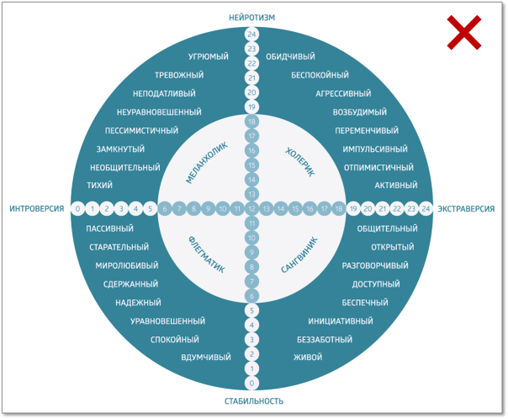 НЕЙРОТИЗМ
24
23
УГРЮМЫЙ
ОБИДЧИВЫЙ
22
ТРЕВОЖНЫЙ
21
БЕСПОКОЙНЫЙ
НЕПОДАТЛИВЫЙ
20
АГРЕССИВНЫЙ
19
НЕУРАВНОВЕШЕННЫЙ
ВОЗБУДИМЫЙ
18
ПЕССИМИСТИЧНЫЙ
17
ПЕРЕМЕНЧИВЫЙ
ЗАМКНУТЫЙ
МЕЛАНХОЛИК
16
ХОЛЕРИК
ИМПУЛЬСИВНЫЙ
15
НЕОБЩИТЕЛЬНЫЙ
14
ОТПИМИСТИЧНЫЙ
ТИХИЙ
13
АКТИВНЫЙ
ИНТРОВЕРСИЯ 0 1 2 3 4 5 6 7 8 9 10 11 12 13 14 15 16 17 18 19 20 21 22 23 24 ЭКСТРАВЕРСИЯ
11
ПАССИВНЫЙ
ОБЩИТЕЛЬНЫЙ
10
СТАРАТЕЛЬНЫЙ
ФЛЕГМАТИК
9
САНГВИНИК
ОТКРЫТЫЙ
МИРОЛЮБИВЫЙ
8
РАЗГОВОРЧИВЫЙ
7
СДЕРЖАННЫЙ
ДОСТУПНЫЙ
6
НАДЕЖНЫЙ
БЕСПЕЧНЫЙ
5
УРАВНОВЕШЕННЫЙ
4
ИНИЦИАТИВНЫЙ
СПОКОЙНЫЙ
3
БЕЗЗАБОТНЫЙ
ВДУМЧИВЫЙ
2
ЖИВОЙ
1
0
СТАБИЛЬНОСТЬ